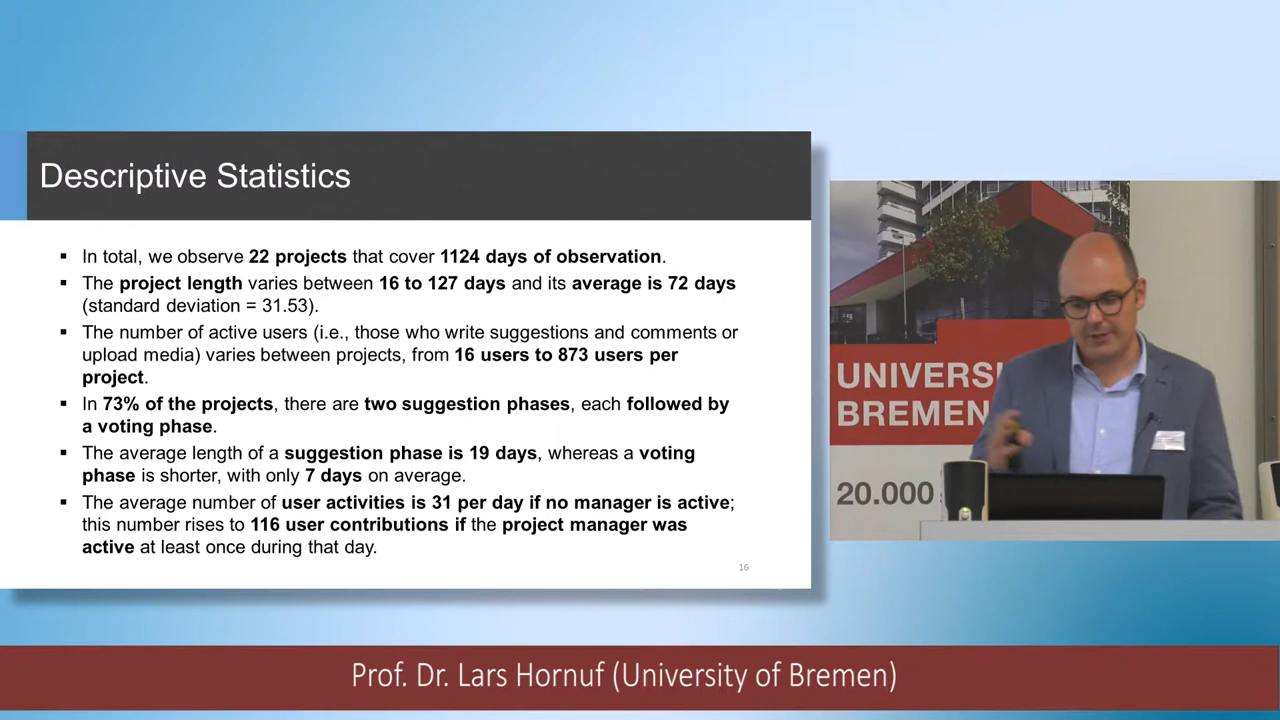 Descriptive Statistics
▪ In total, we observe 22 projects that cover 1124 days of observation.
▪ The project length varies between 16 to 127 days and its average is 72 days
(standard deviation = 31.53).
▪ The number of active users (i.e., those who write suggestions and comments or
upload media) varies between projects, from 16 users to 873 users per
project.
▪ In 73% of the projects, there are two suggestion phases, each followed by
a voting phase.
▪ The average length of a suggestion phase is 19 days, whereas a voting
phase is shorter, with only 7 days on average.
▪ The average number of user activities is 31 per day if no manager is active;
this number rises to 116 user contributions if the project manager was
active at least once during that day.
16
UNIVERSI
BREMEN
20.000
Prof. Dr. Lars Hornuf (University of Bremen)